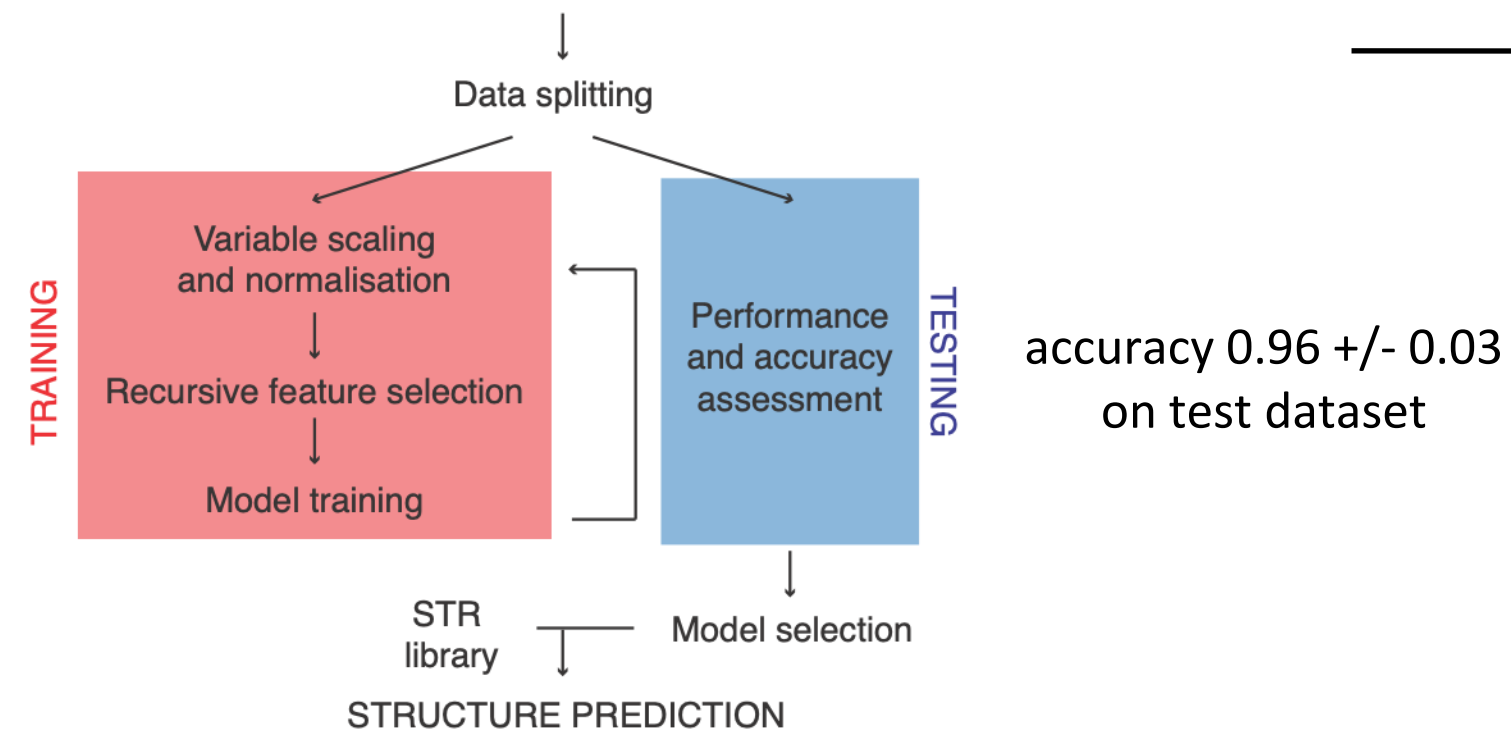 Data splitting
TRAINING
Variable scaling
and normalisation
Recursive feature selection
Model training
Performance
and accuracy
assessment
TESTING
accuracy 0.96 +/- 0.03
on test dataset
STR
library
Model selection
STRUCTURE PREDICTION